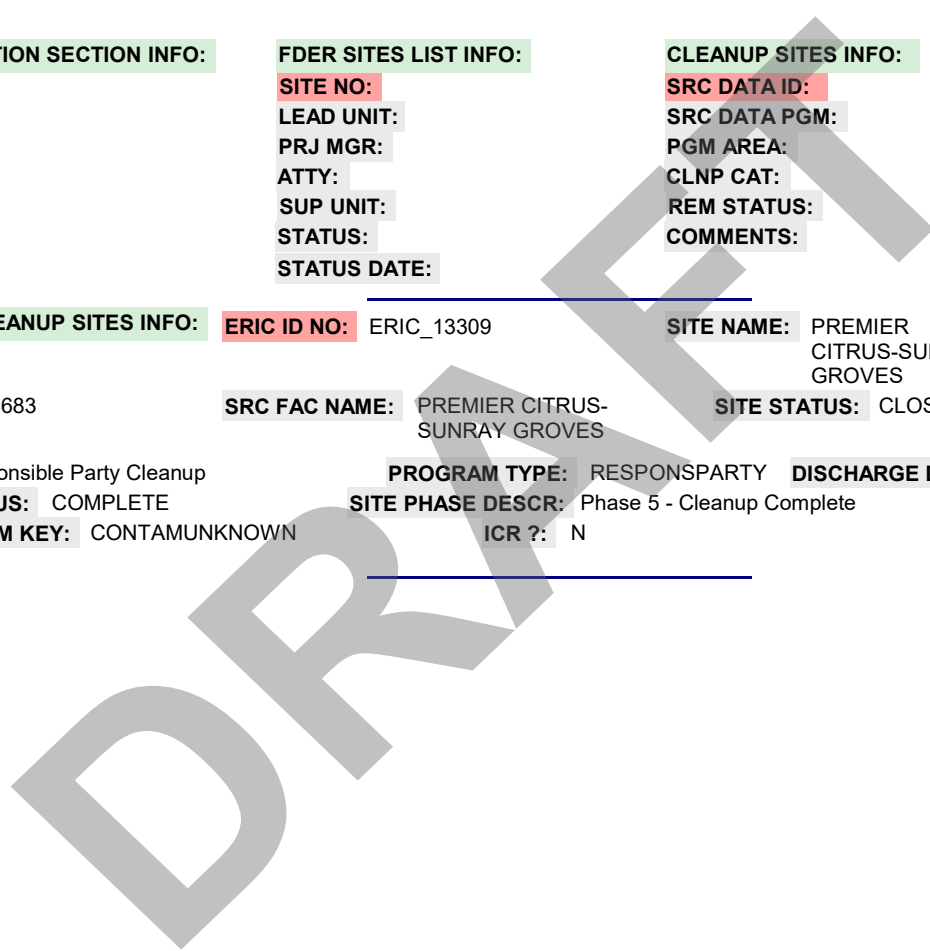 TION SECTION INFO: FDER SITES LIST INFO: CLEANUP SITES INFO:
SITE NO: SRC DATA ID:
LEAD UNIT: SRC DATA PGM:
PRJ MGR: PGM AREA:
ATTY: CLNP CAT:
SUP UNIT: REM STATUS:
STATUS: COMMENTS:
STATUS DATE:
EANUP SITES INFO: ERIC ID NO: ERIC_13309 SITE NAME: PREMIER
CITRUS-SU
GROVES
683 SRC FAC NAME: PREMIER CITRUS- SITE STATUS: CLOS
SUNRAY GROVES
onsible Party Cleanup PROGRAM TYPE: RESPONSPARTY DISCHARGE
US: COMPLETE SITE PHASE DESCR: Phase 5 - Cleanup Complete
M KEY: CONTAMUNKNOWN ICR ?: N
DRAFT